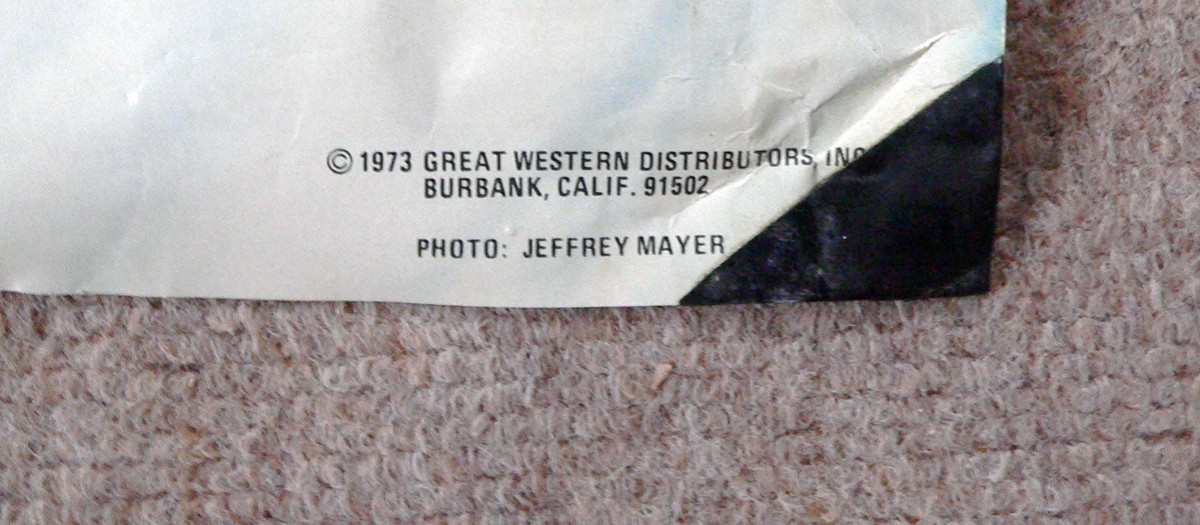 © 1973 GREAT WESTERN DISTRIBUTORS, INC
BURBANK, CALIF. 91502
PHOTO: JEFFREY MAYER